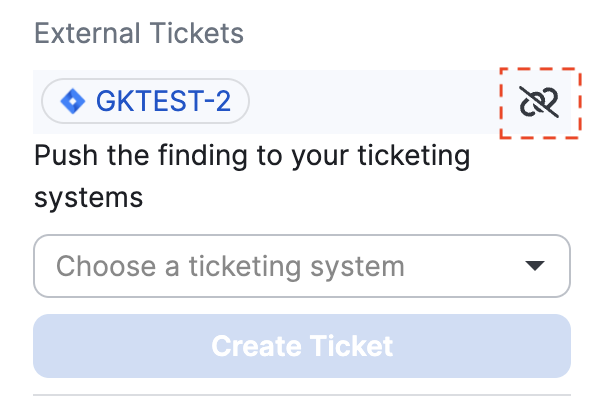 External Tickets
GKTEST-2
Push the finding to your ticketing
systems
Choose a ticketing system
Create Ticket